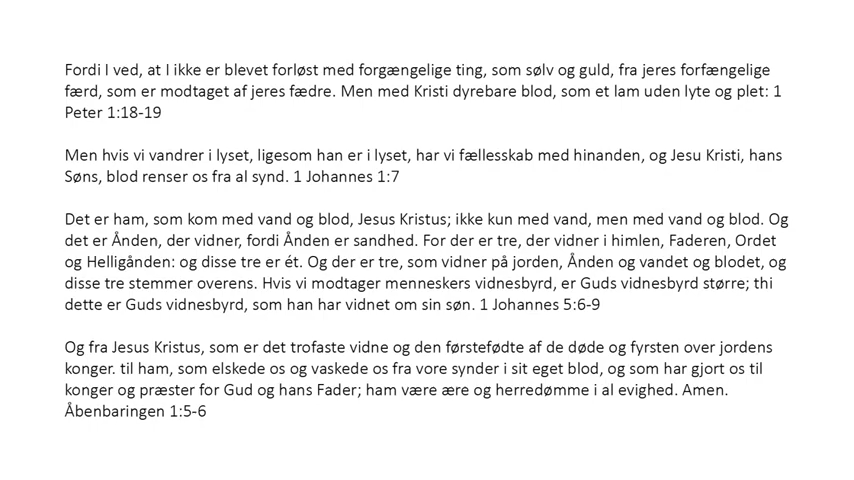 Fordi I ved, at I ikke er blevet forløst med forgængelige ting, som sølv og guld, fra jeres forfængelige
færd, som er modtaget af jeres fædre. Men med Kristi dyrebare blod, som et lam uden lyte og plet: 1
Peter 1:18-19
Men hvis vi vandrer i lyset, ligesom han er i lyset, har vi fællesskab med hinanden, og Jesu Kristi, hans
Søns, blod renser os fra al synd. 1 Johannes 1:7
Det er ham, som kom med vand og blod, Jesus Kristus; ikke kun med vand, men med vand og blod. Og
det er Ånden, der vidner, fordi Ånden er sandhed. For der er tre, der vidner i himlen, Faderen, Ordet
og Helligånden: og disse tre er ét. Og der er tre, som vidner på jorden, Ånden og vandet og blodet, og
disse tre stemmer overens. Hvis vi modtager menneskers vidnesbyrd, er Guds vidnesbyrd større; thi
dette er Guds vidnesbyrd, som han har vidnet om sin søn. 1 Johannes 5:6-9
Og fra Jesus Kristus, som er det trofaste vidne og den førstefødte af de døde og fyrsten over jordens
konger. til ham, som elskede os og vaskede os fra vore synder i sit eget blod, og som har gjort os til
konger og præster for Gud og hans Fader; ham være ære og herredømme i al evighed. Amen.
Åbenbaringen 1:5-6